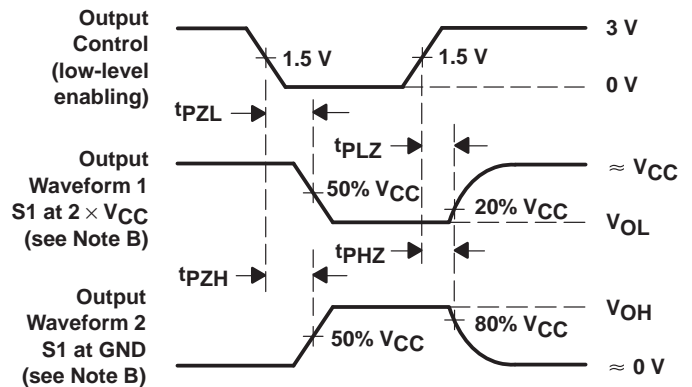 Output
Control
(low-level
enabling)
1.5 V
1.5 V
3 V
0 V
tPZL
tPLZ
Output
Waveform 1
S1 at 2 × VCC
(see Note B)
50% VCC
20% VCC
≈ VCC
VOL
tPZH
tPHZ
Output
Waveform 2
S1 at GND
(see Note B)
50% VCC
80% VCC
VOH
≈ 0 V